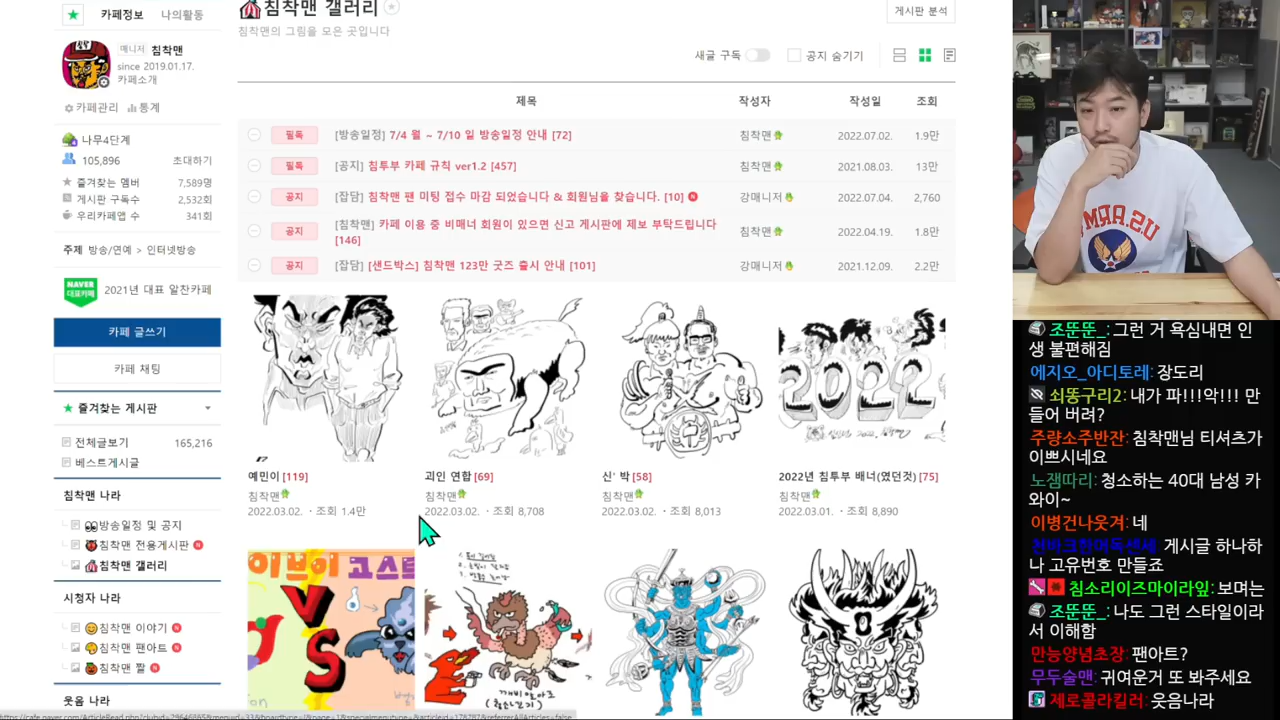 카페정보 나의활동
매니저 침착맨
since 2019.01.17.
카페소개
카페관리 통계
나무4단계
105,896 초대하기
즐겨찾는 멤버 7,589명
게시판 구독수 2,532회
우리카페앱 수 341회
주제 방송/연예 > 인터넷방송
NAVER 대표카페 2021년 대표 알찬카페
카페 글쓰기
카페 채팅
즐겨찾는 게시판
전체글보기 165,216
베스트게시글
침착맨 나라
방송일정 및 공지
침착맨 전용게시판 N
침착맨 갤러리
시청자 나라
침착맨 이야기 N
침착맨 팬아트 N
침착맨 짤 N
웃음 나라
침착맨 갤러리
침착맨의 그림을 모은 곳입니다
게시판 분석
새글 구독 공지 숨기기
제목 작성자 작성일 조회
필독 [방송일정] 7/4 월 ~ 7/10 일 방송일정 안내 [72] 침착맨 2022.07.02. 1.9만
필독 [공지] 침투부 카페 규칙 ver1.2 [457] 침착맨 2021.08.03. 13만
공지 [잡담] 침착맨 팬 미팅 접수 마감 되었습니다 & 회원님을 찾습니다. [10] N 강매니저 2022.07.04. 2,760
공지 [침착맨] 카페 이용 중 비매너 회원이 있으면 신고 게시판에 제보 부탁드립니다
[146] 침착맨 2022.04.19. 1.8만
공지 [잡담] [샌드박스] 침착맨 123만 굿즈 출시 안내 [101] 강매니저 2021.12.09. 2.2만
2022
예민이 [119] 괴인 연합 [69] 신' 박 [58] 2022년 침투부 배너(였던것) [75]
침착맨 침착맨 침착맨 침착맨
2022.03.02. · 조회 1.4만 2022.03.02. · 조회 8,708 2022.03.02. · 조회 8,013 2022.03.01. · 조회 8,890
이브이 고스트
VS
U.S. ARMY
조뚠뚠_: 그런 거 욕심내면 인
생 불편해짐
에지오_아디토레: 장도리
쇠똥구리2: 내가 파!!!악!!! 만
들어 버려?
주량소주반잔: 침착맨님 티셔츠가
이쁘시네요
노잼따리: 청소하는 40대 남성 카
와이~
이병건나웃겨: 네
게시글 하나하
나 고유번호 만들죠
침소리이즈마이라잎: 보며는
조뚠뚠_: 나도 그런 스타일이라
서 이해함
만능양념초장: 팬아트?
무두술맨: 귀여운거 또 봐주세요
제로콜라킬러: 웃음나라